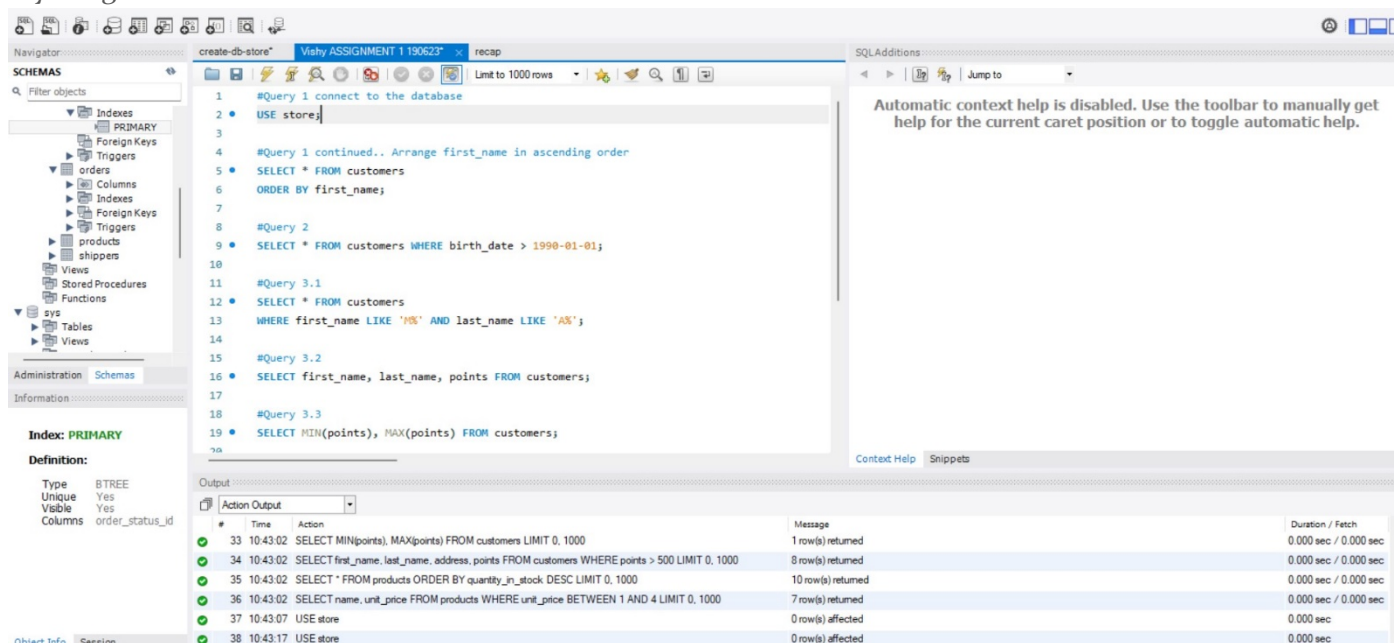 Navigator
SCHEMAS
Filter objects
Indexes
PRIMARY
Foreign Keys
Triggers
orders
Columns
Indexes
Foreign Keys
Triggers
products
shippers
Views
Stored Procedures
Functions
sys
Tables
Views
Administration Schemas
Information
Index: PRIMARY
Definition:
Type BTREE
Unique Yes
Visible Yes
Columns order_status_id
Object Info Session
create-db-store* Vishy ASSIGNMENT 1 190623* × recap
Limit to 1000 rows
1 #Query 1 connect to the database
2 USE store;
3
4 #Query 1 continued.. Arrange first_name in ascending order
5 SELECT * FROM customers
6 ORDER BY first_name;
7
8 #Query 2
9 SELECT * FROM customers WHERE birth_date > 1990-01-01;
10
11 #Query 3.1
12 SELECT * FROM customers
13 WHERE first_name LIKE 'M%' AND last_name LIKE 'A%';
14
15 #Query 3.2
16 SELECT first_name, last_name, points FROM customers;
17
18 #Query 3.3
19 SELECT MIN(points), MAX(points) FROM customers;
20
SQLAdditions
Jump to
Automatic context help is disabled. Use the toolbar to manually get
help for the current caret position or to toggle automatic help.
Context Help Snippets
Output
Action Output
# Time Action Message Duration / Fetch
33 10:43:02 SELECT MIN(points), MAX(points) FROM customers LIMIT 0, 1000 1 row(s) returned 0.000 sec / 0.000 sec
34 10:43:02 SELECT first_name, last_name, address, points FROM customers WHERE points > 500 LIMIT 0, 1000 8 row(s) returned 0.000 sec / 0.000 sec
35 10:43:02 SELECT * FROM products ORDER BY quantity_in_stock DESC LIMIT 0, 1000 10 row(s) returned 0.000 sec / 0.000 sec
36 10:43:02 SELECT name, unit_price FROM products WHERE unit_price BETWEEN 1 AND 4 LIMIT 0, 1000 7 row(s) returned 0.000 sec / 0.000 sec
37 10:43:07 USE store 0 row(s) affected 0.000 sec
38 10:43:17 USE store 0 row(s) affected 0.000 sec